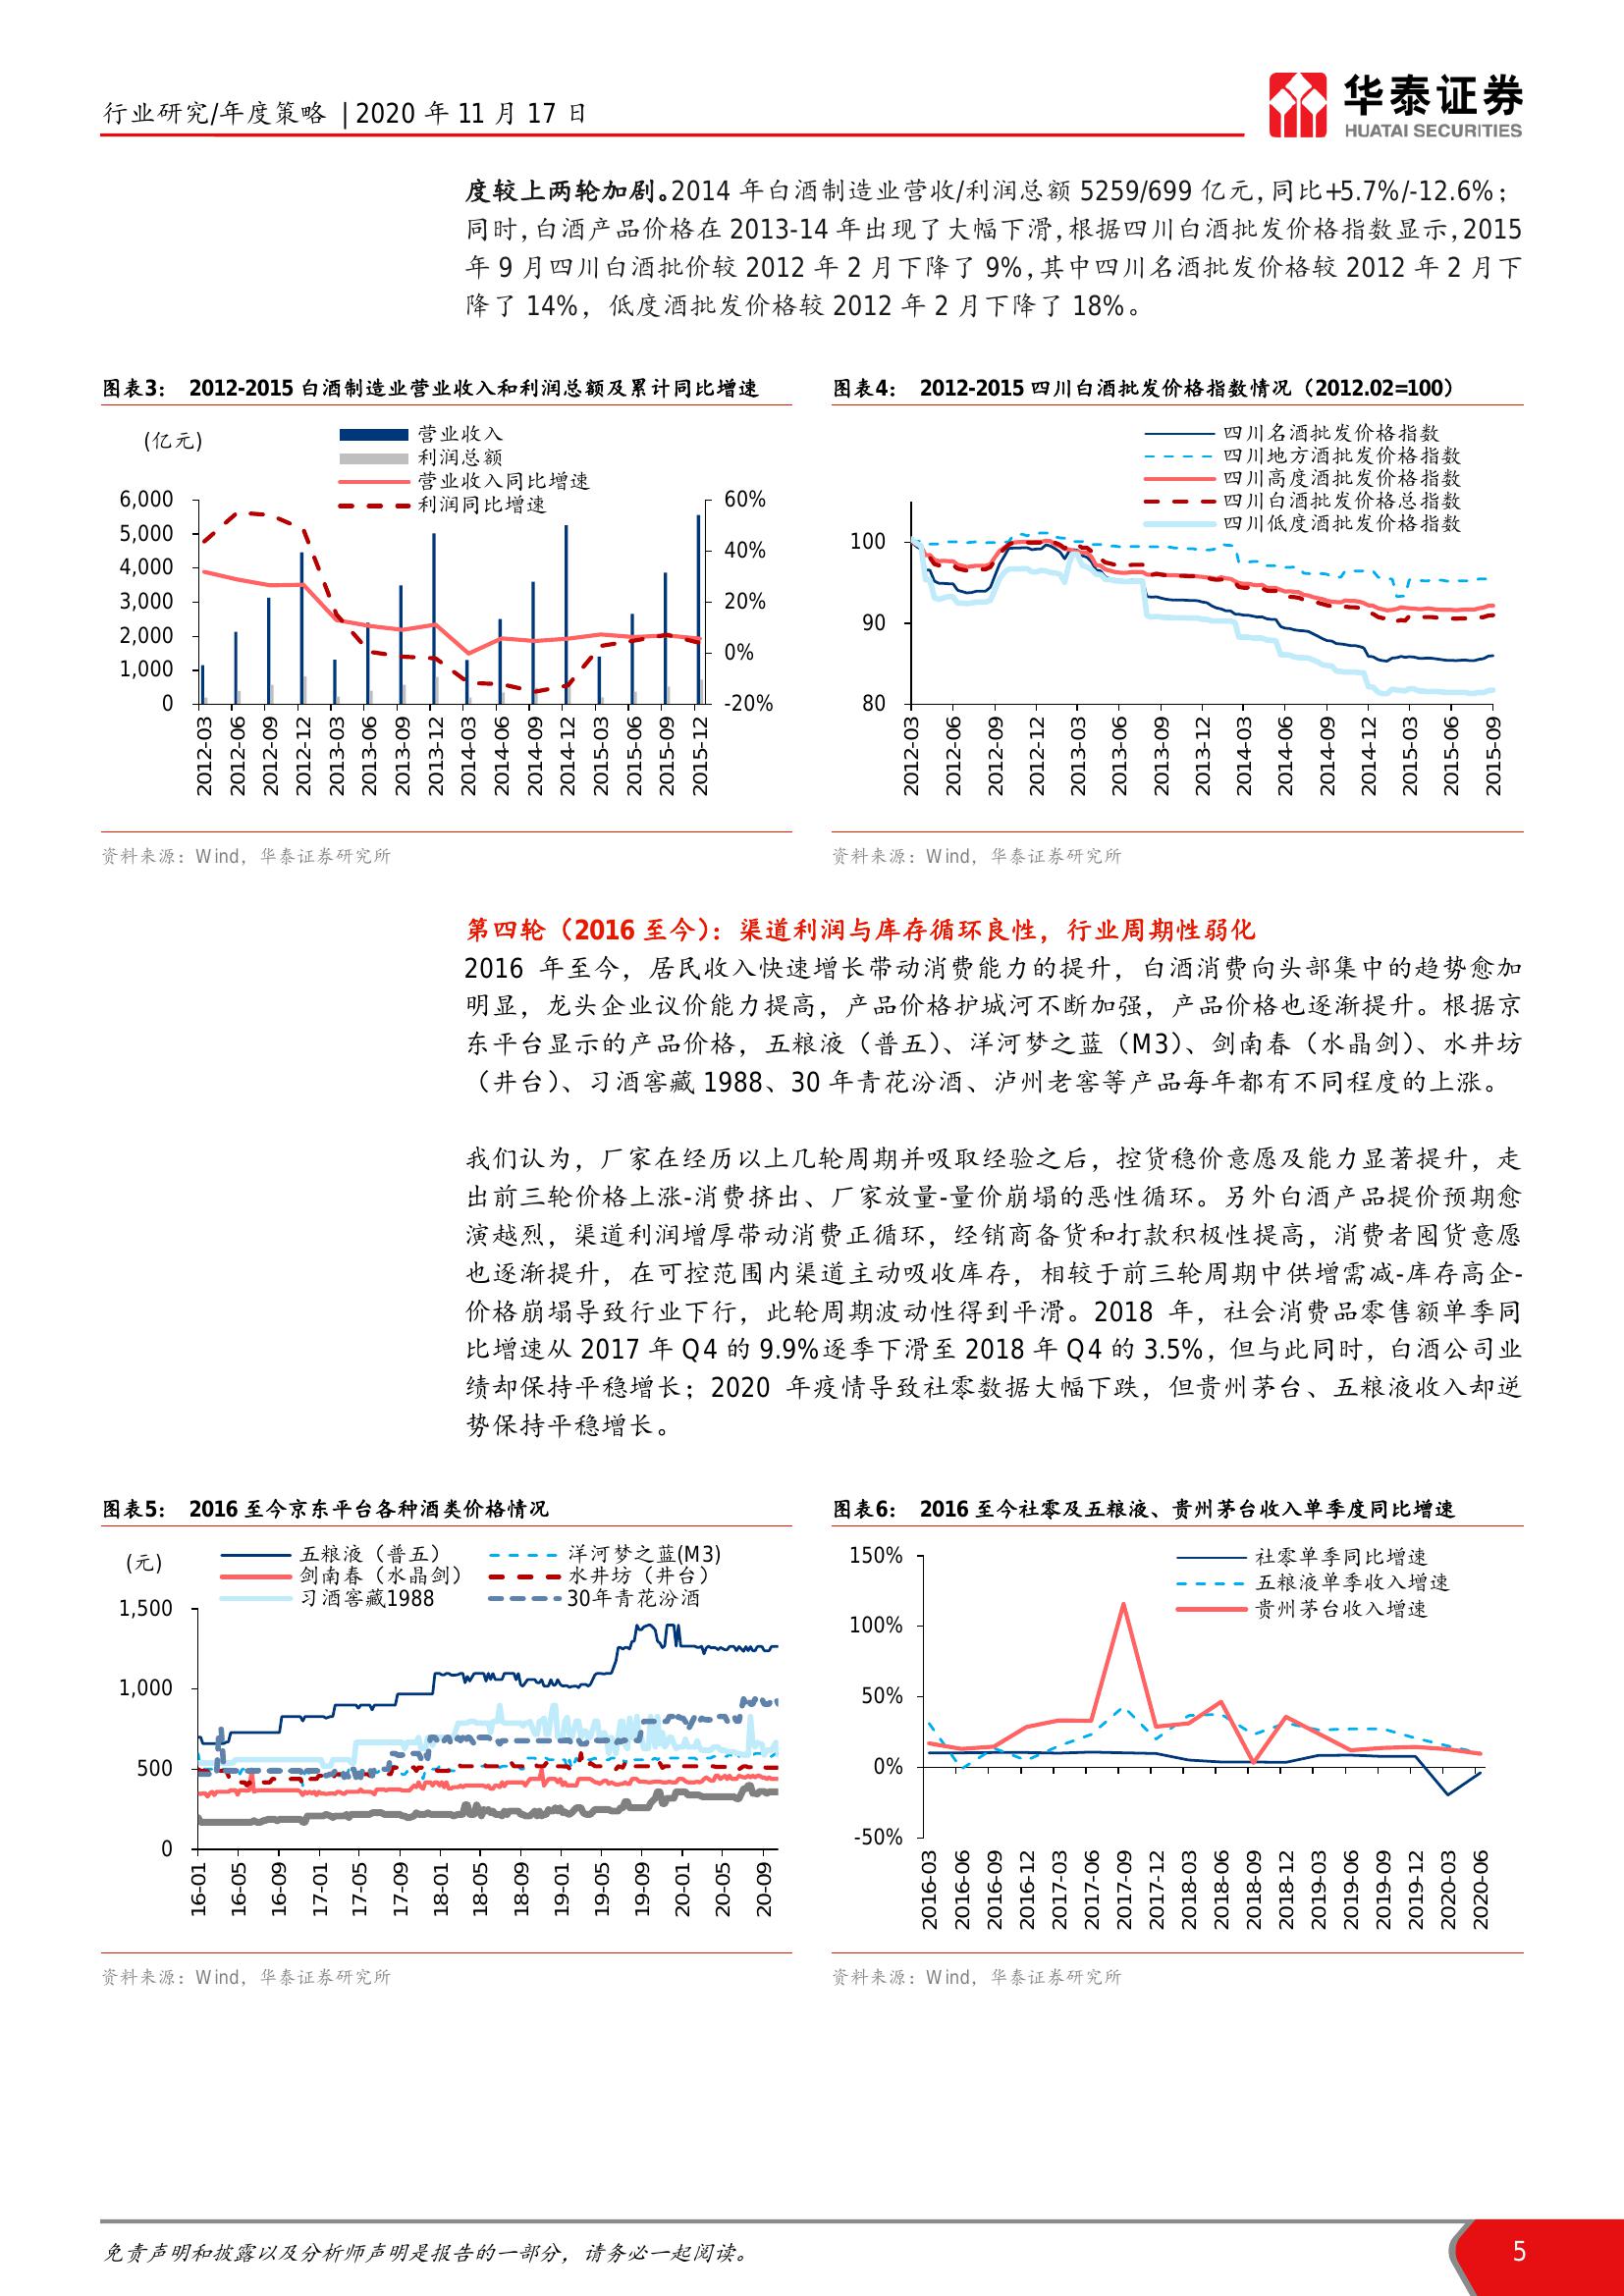 行业研究/年度策略 | 2020 年 11 月 17 日
华泰证券
HUATAI SECURITIES
度较上两轮加剧。2014 年白酒制造业营收/利润总额 5259/699 亿元,同比+5.7%/-12.6%；
同时,白酒产品价格在 2013-14 年出现了大幅下滑,根据四川白酒批发价格指数显示,2015
年 9 月四川白酒批价较 2012 年 2 月下降了 9%,其中四川名酒批发价格较 2012 年 2 月下
降了 14%，低度酒批发价格较 2012 年 2 月下降了 18%。
图表3： 2012-2015 白酒制造业营业收入和利润总额及累计同比增速
(亿元)
营业收入
利润总额
营业收入同比增速
利润同比增速
6,000
5,000
4,000
3,000
2,000
1,000
0
60%
40%
20%
0%
-20%
2012-03
2012-06
2012-09
2012-12
2013-03
2013-06
2013-09
2013-12
2014-03
2014-06
2014-09
2014-12
2015-03
2015-06
2015-09
2015-12
资料来源：Wind，华泰证券研究所
图表4： 2012-2015 四川白酒批发价格指数情况（2012.02=100）
四川名酒批发价格指数
四川地方酒批发价格指数
四川高度酒批发价格指数
四川白酒批发价格总指数
四川低度酒批发价格指数
100
90
80
2012-03
2012-06
2012-09
2012-12
2013-03
2013-06
2013-09
2013-12
2014-03
2014-06
2014-09
2014-12
2015-03
2015-06
2015-09
资料来源：Wind，华泰证券研究所
第四轮（2016 至今）：渠道利润与库存循环良性，行业周期性弱化
2016 年至今，居民收入快速增长带动消费能力的提升，白酒消费向头部集中的趋势愈加
明显，龙头企业议价能力提高，产品价格护城河不断加强，产品价格也逐渐提升。根据京
东平台显示的产品价格，五粮液（普五）、洋河梦之蓝（M3）、剑南春（水晶剑）、水井坊
（井台）、习酒窖藏 1988、30 年青花汾酒、泸州老窖等产品每年都有不同程度的上涨。
我们认为，厂家在经历以上几轮周期并吸取经验之后，控货稳价意愿及能力显著提升，走
出前三轮价格上涨-消费挤出、厂家放量-量价崩塌的恶性循环。另外白酒产品提价预期愈
演越烈，渠道利润增厚带动消费正循环，经销商备货和打款积极性提高，消费者囤货意愿
也逐渐提升，在可控范围内渠道主动吸收库存，相较于前三轮周期中供增需减-库存高企-
价格崩塌导致行业下行，此轮周期波动性得到平滑。2018 年，社会消费品零售额单季同
比增速从 2017 年 Q4 的 9.9%逐季下滑至 2018 年 Q4 的 3.5%，但与此同时，白酒公司业
绩却保持平稳增长；2020 年疫情导致社零数据大幅下跌，但贵州茅台、五粮液收入却逆
势保持平稳增长。
图表5： 2016 至今京东平台各种酒类价格情况
(元)
五粮液（普五）
洋河梦之蓝(M3)
剑南春（水晶剑）
水井坊（井台）
习酒窖藏1988
30年青花汾酒
1,500
1,000
500
0
16-01
16-05
16-09
17-01
17-05
17-09
18-01
18-05
18-09
19-01
19-05
19-09
20-01
20-05
20-09
资料来源：Wind，华泰证券研究所
图表6： 2016 至今社零及五粮液、贵州茅台收入单季度同比增速
社零单季同比增速
五粮液单季收入增速
贵州茅台收入增速
150%
100%
50%
0%
-50%
2016-03
2016-06
2016-09
2016-12
2017-03
2017-06
2017-09
2017-12
2018-03
2018-06
2018-09
2018-12
2019-03
2019-06
2019-09
2019-12
2020-03
2020-06
资料来源：Wind，华泰证券研究所
免责声明和披露以及分析师声明是报告的一部分，请务必一起阅读。
5